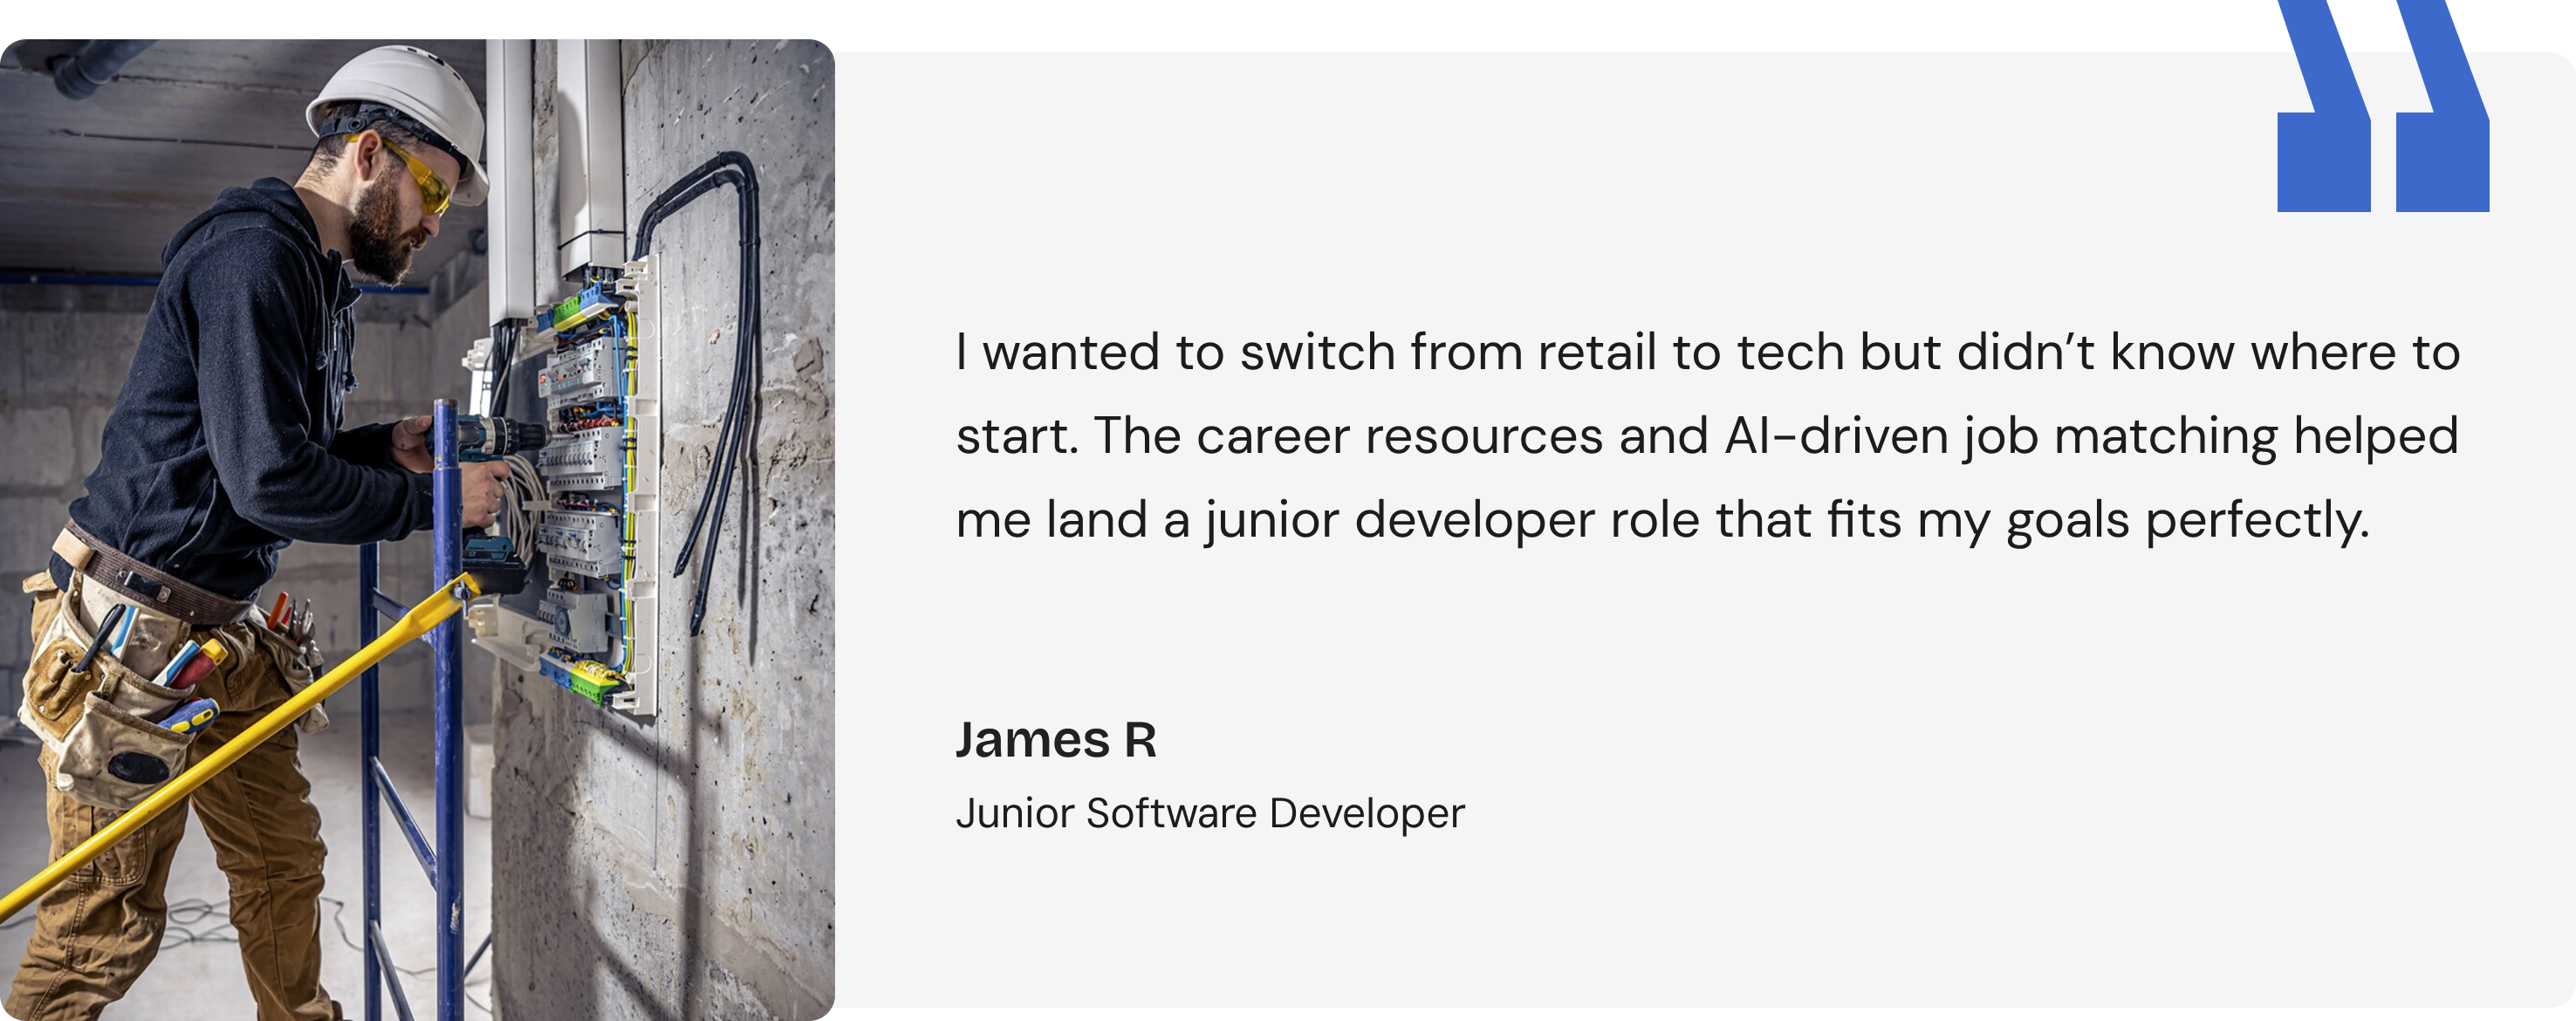 I wanted to switch from retail to tech but didn’t know where to
start. The career resources and AI-driven job matching helped
me land a junior developer role that fits my goals perfectly.
James R
Junior Software Developer